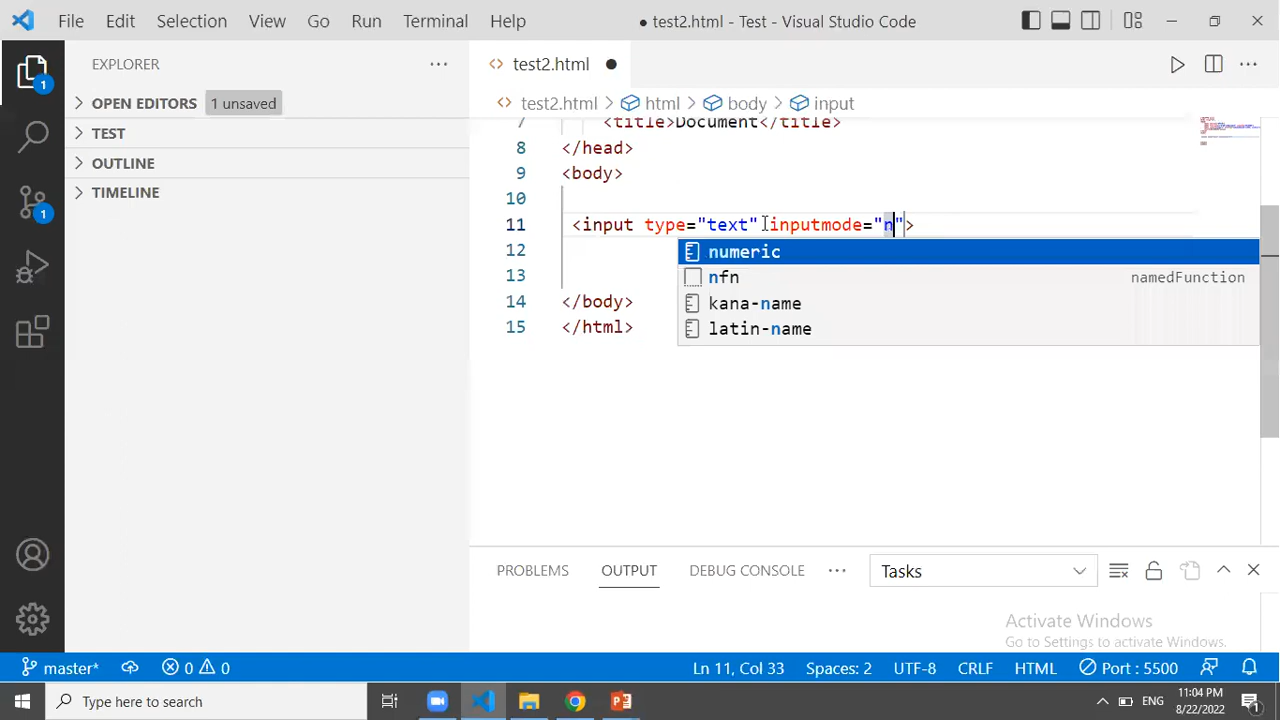 File Edit Selection View Go Run Terminal Help ● test2.html - Test - Visual Studio Code
EXPLORER ···
test2.html ●
1
OPEN EDITORS 1 unsaved
test2.html > html > body > input
TEST
OUTLINE
TIMELINE
7 <title>Document</title>
8 </head>
9 <body>
10
11 <input type="text" inputmode="n">
12
13
14 </body>
15 </html>
numeric
nfn namedFunction
kana-name
latin-name
1
PROBLEMS OUTPUT DEBUG CONSOLE ··· Tasks
Activate Windows
Go to Settings to activate Windows.
master* 0 0 Ln 11, Col 33 Spaces: 2 UTF-8 CRLF HTML Port : 5500
Type here to search
ENG
11:04 PM
8/22/2022
1